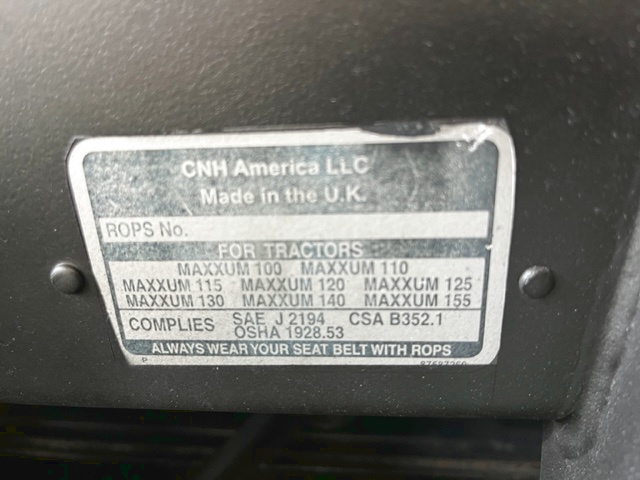 CNH America LLC
Made in the U.K.
ROPS No.
FOR TRACTORS
MAXXUM 100 MAXXUM 110
MAXXUM 115 MAXXUM 120 MAXXUM 125
MAXXUM 130 MAXXUM 140 MAXXUM 155
COMPLIES SAE J 2194 CSA B352.1
OSHA 1928.53
ALWAYS WEAR YOUR SEAT BELT WITH ROPS
P